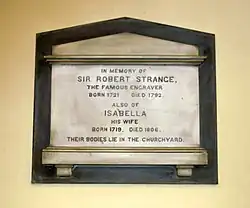 IN MEMORY OF
SIR ROBERT STRANGE,
THE FAMOUS ENGRAVER
BORN 1721 DIED 1792.
ALSO OF
ISABELLA
HIS WIFE
BORN 1719. DIED 1806.
THEIR BODIES LIE IN THE CHURCHYARD.